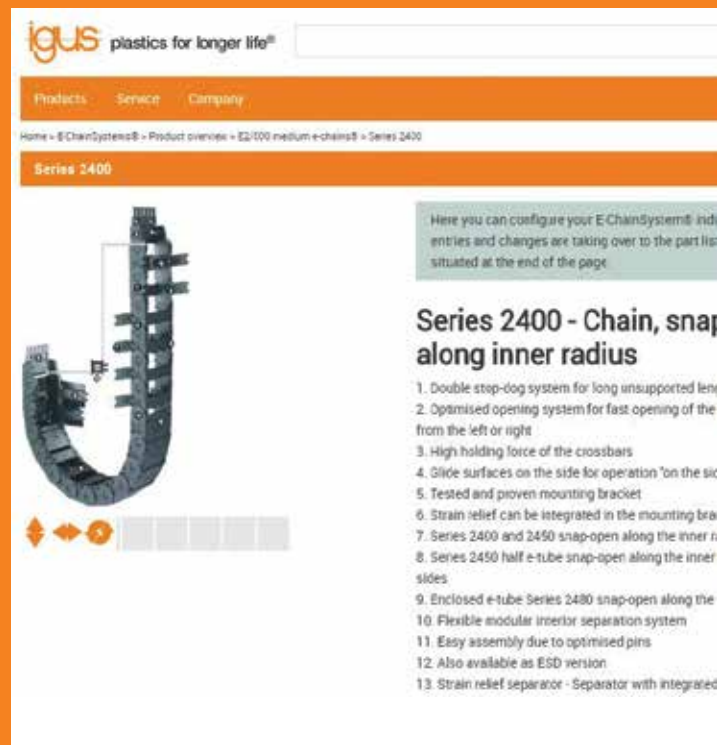 igus plastics for longer life®
Products Service Company
Home » E-ChainSystems® » Product overview » E2/000 medium e-chains® » Series 2400
Series 2400
Here you can configure your E-ChainSystem® indi
entries and changes are taking over to the part list
situated at the end of the page
Series 2400 - Chain, snap
along inner radius
1. Double stop-dog system for long unsupported leng
2. Optimised opening system for fast opening of the
from the left or right
3. High holding force of the crossbars
4. Glide surfaces on the side for operation "on the sid
5. Tested and proven mounting bracket
6. Strain relief can be integrated in the mounting bra
7. Series 2400 and 2450 snap-open along the inner ra
8. Series 2450 half e-tube snap-open along the inner
sides
9. Enclosed e-tube Series 2480 snap-open along the
10. Flexible modular interior separation system
11. Easy assembly due to optimised pins
12. Also available as ESD version
13. Strain relief separator - Separator with integrated